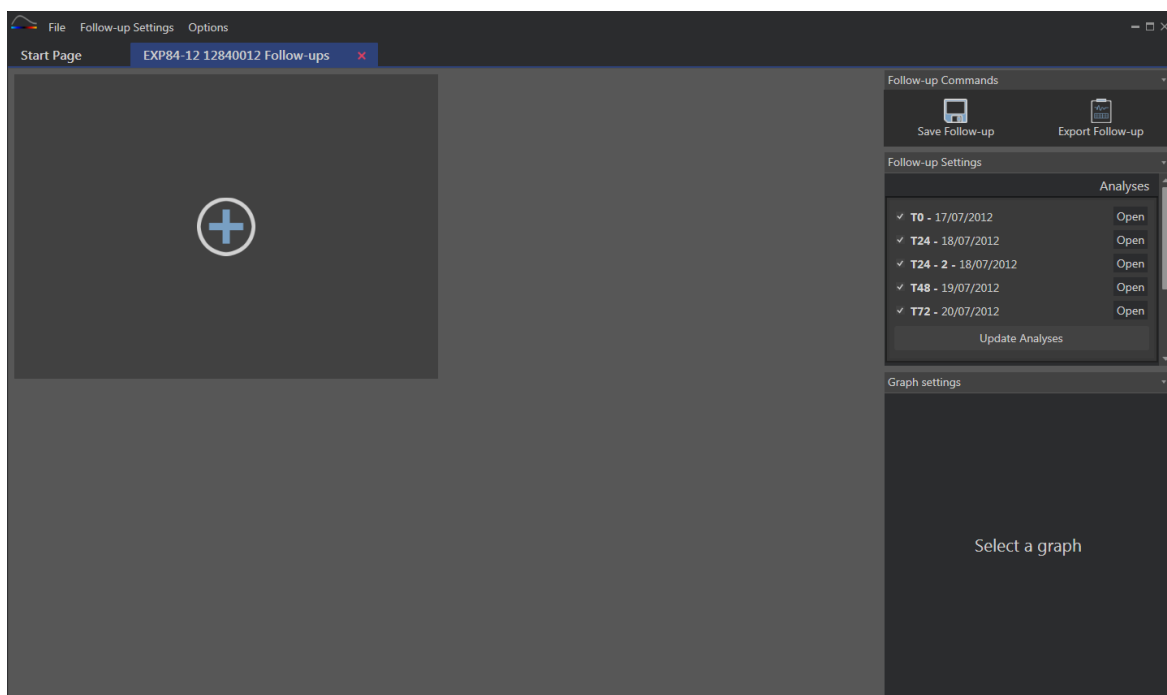 File Follow-up Settings Options
Start Page EXP84-12 12840012 Follow-ups
Follow-up Commands
Save Follow-up Export Follow-up
Follow-up Settings
Analyses
T0 - 17/07/2012 Open
T24 - 18/07/2012 Open
T24 - 2 - 18/07/2012 Open
T48 - 19/07/2012 Open
T72 - 20/07/2012 Open
Update Analyses
Graph settings
Select a graph